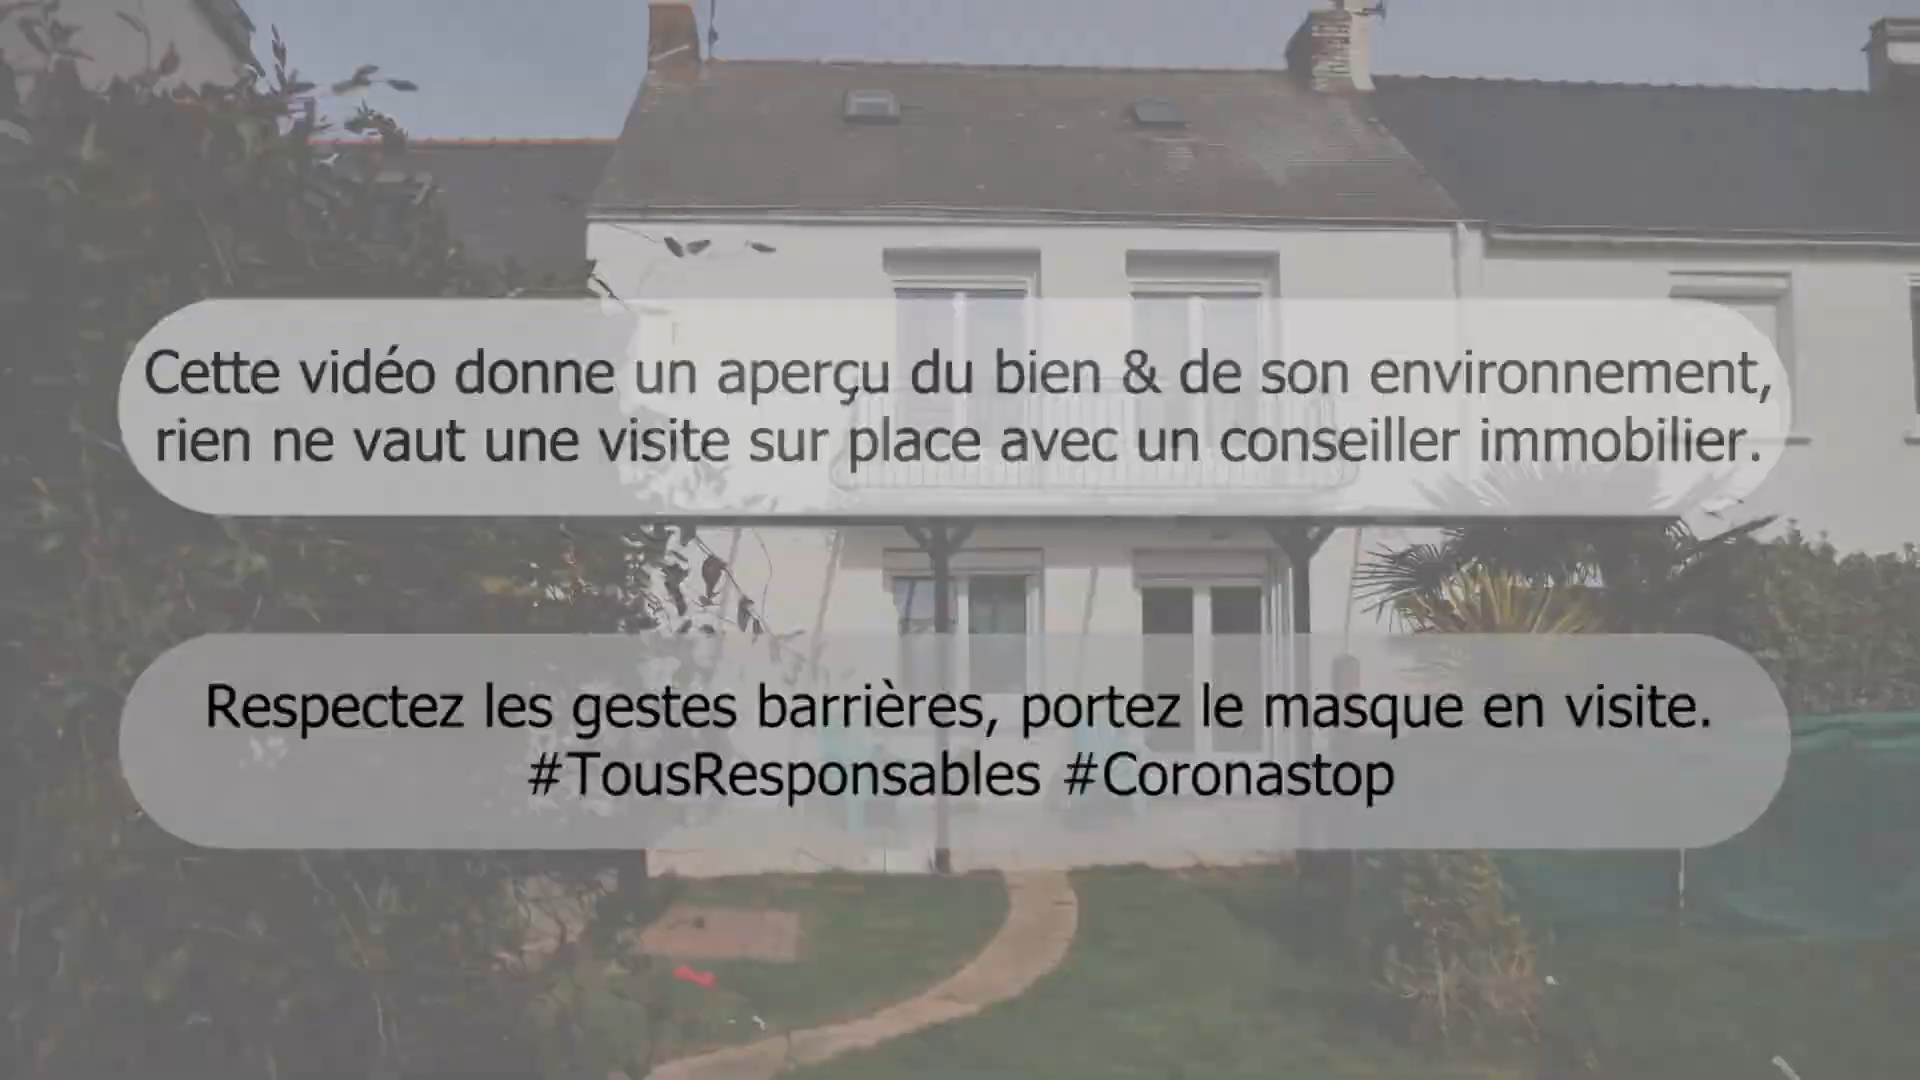 Cette vidéo donne un aperçu du bien & de son environnement,
rien ne vaut une visite sur place avec un conseiller immobilier.
Respectez les gestes barrières, portez le masque en visite.
#TousResponsables #Coronastop